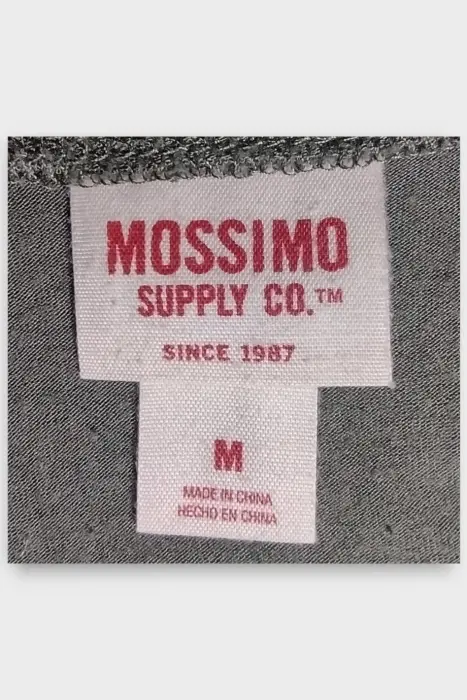 MOSSIMO
SUPPLY CO.™
SINCE 1987
M
MADE IN CHINA
HECHO EN CHINA